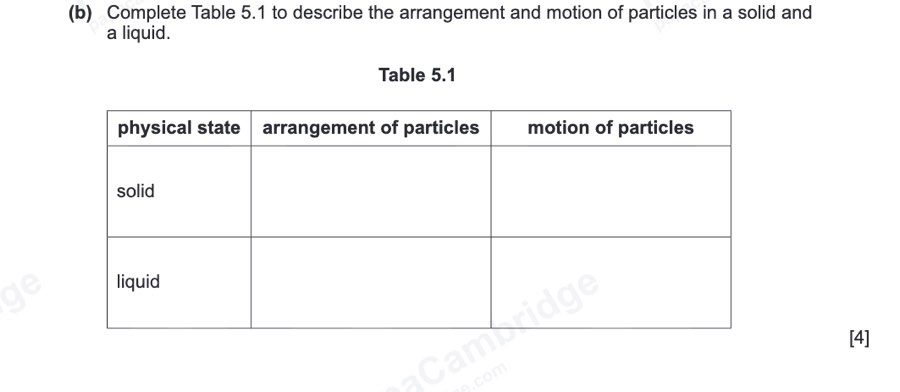 (b) Complete Table 5.1 to describe the arrangement and motion of particles in a solid and
a liquid.
Table 5.1
physical state arrangement of particles motion of particles
solid
liquid
[4]